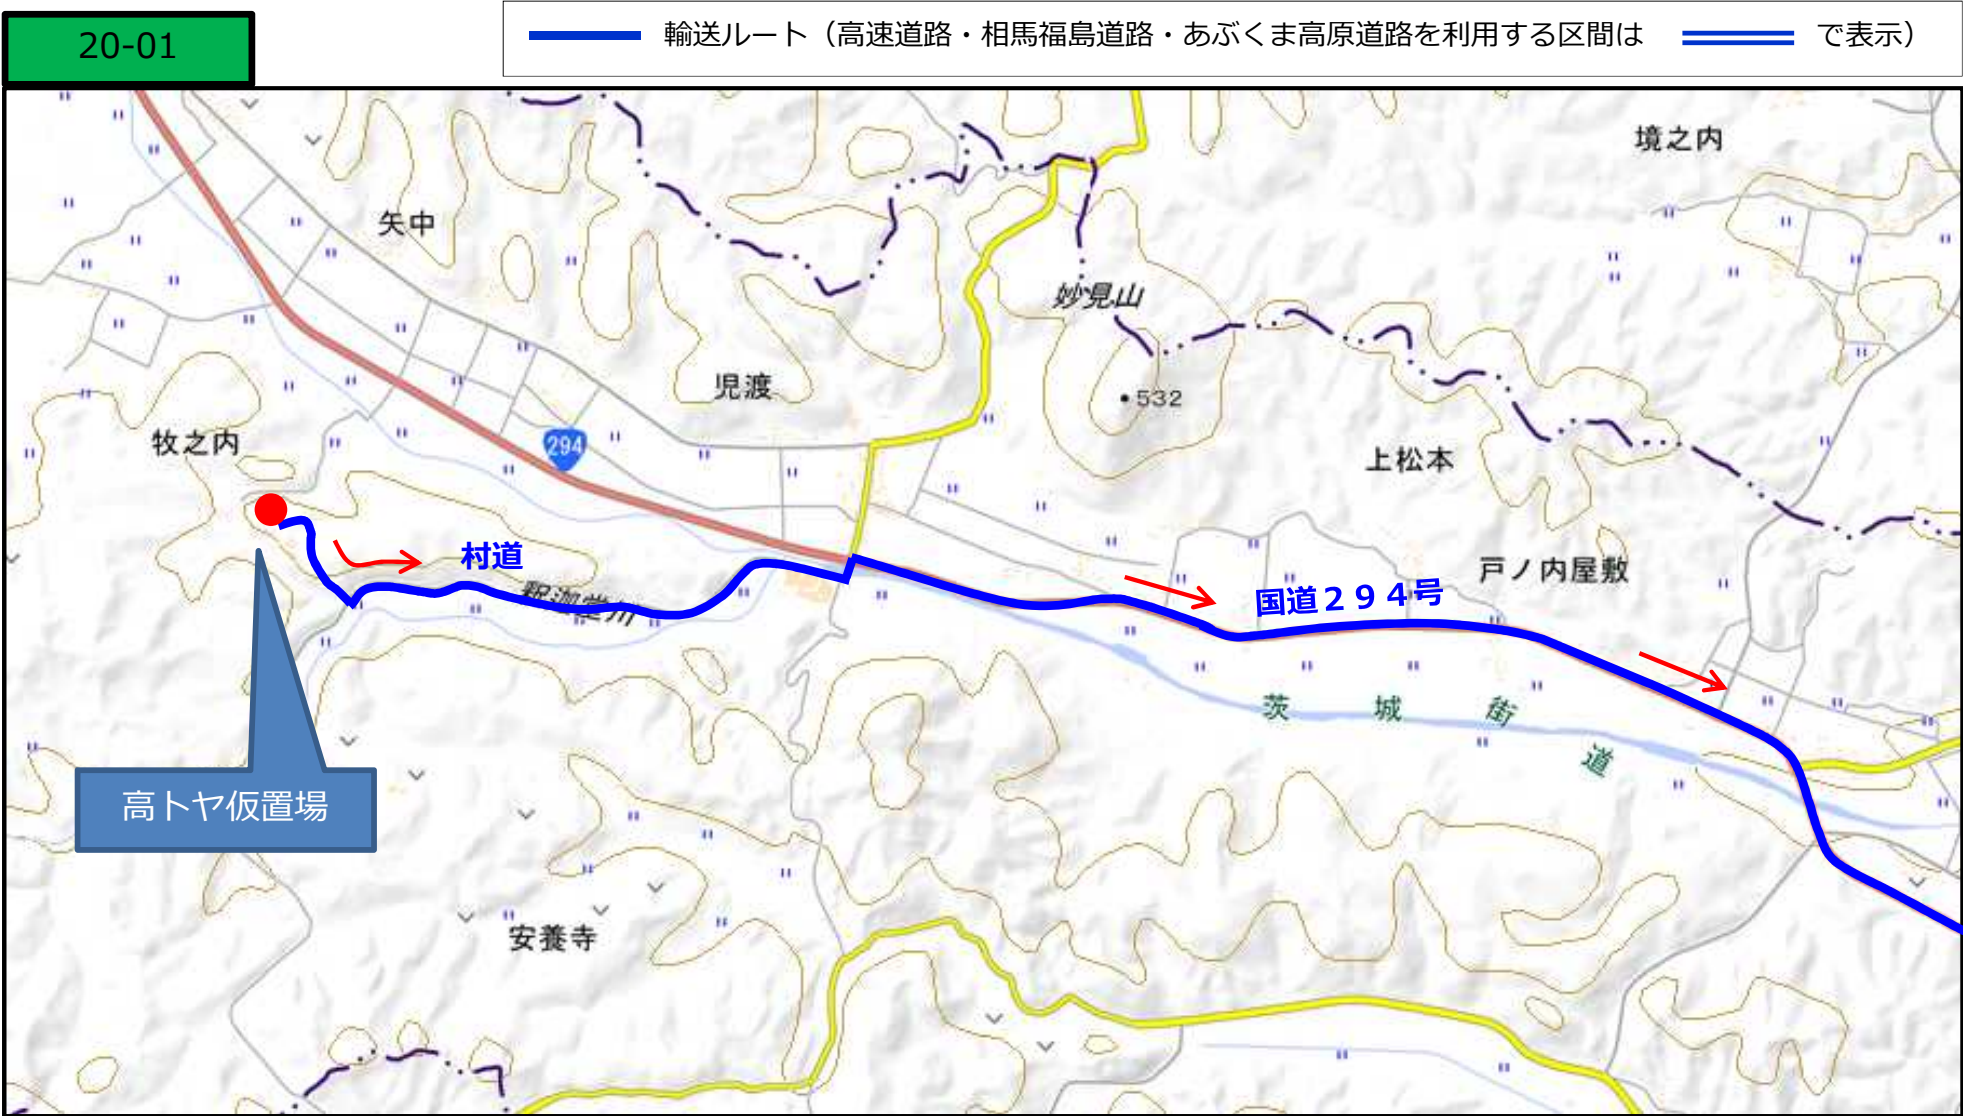 20-01
輸送ルート（高速道路・相馬福島道路・あぶくま高原道路を利用する区間は　で表示）
境之内
矢中
妙見山
児渡
532
牧之内
294
上松本
村道
戸ノ内屋敷
釈迦堂川
国道２９４号
茨城街道
高トヤ仮置場
安養寺